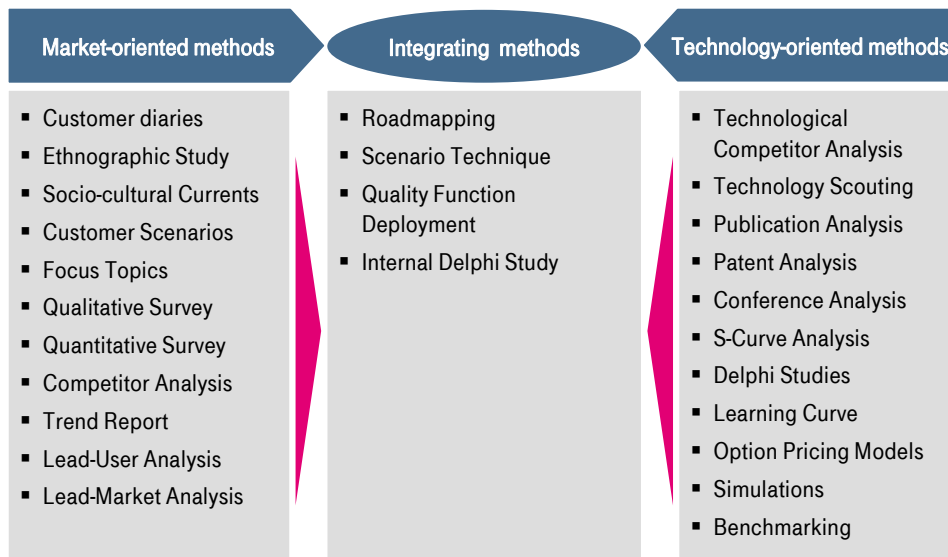 Market-oriented methods
Customer diaries
Ethnographic Study
Socio-cultural Currents
Customer Scenarios
Focus Topics
Qualitative Survey
Quantitative Survey
Competitor Analysis
Trend Report
Lead-User Analysis
Lead-Market Analysis
Integrating methods
Roadmapping
Scenario Technique
Quality Function
Deployment
Internal Delphi Study
Technology-oriented methods
Technological
Competitor Analysis
Technology Scouting
Publication Analysis
Patent Analysis
Conference Analysis
S-Curve Analysis
Delphi Studies
Learning Curve
Option Pricing Models
Simulations
Benchmarking